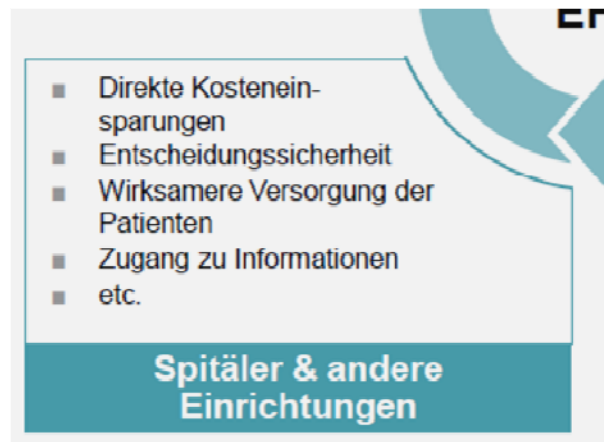 Direkte Kostenein-
sparungen
Entscheidungssicherheit
Wirksamere Versorgung der
Patienten
Zugang zu Informationen
etc.
Spitäler & andere
Einrichtungen